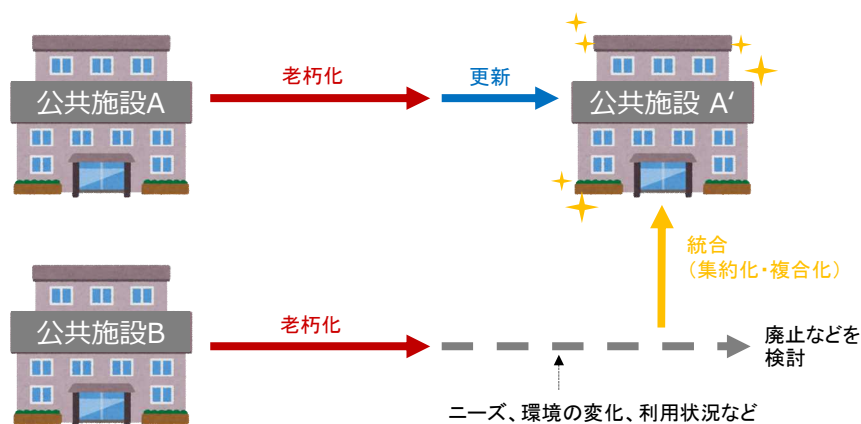 老朽化
更新
公共施設A
公共施設 A‘
統合
（集約化・複合化）
老朽化
公共施設B
廃止などを
検討
ニーズ、環境の変化、利用状況など